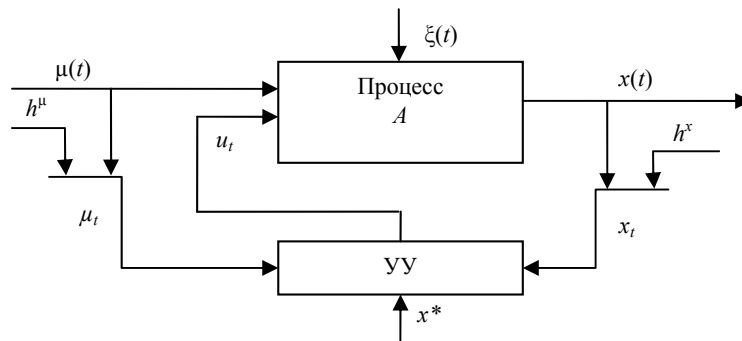 ξ(t)
μ(t)
Процесс
A
x(t)
h^μ
u_t
h^x
μ_t
x_t
УУ
x*